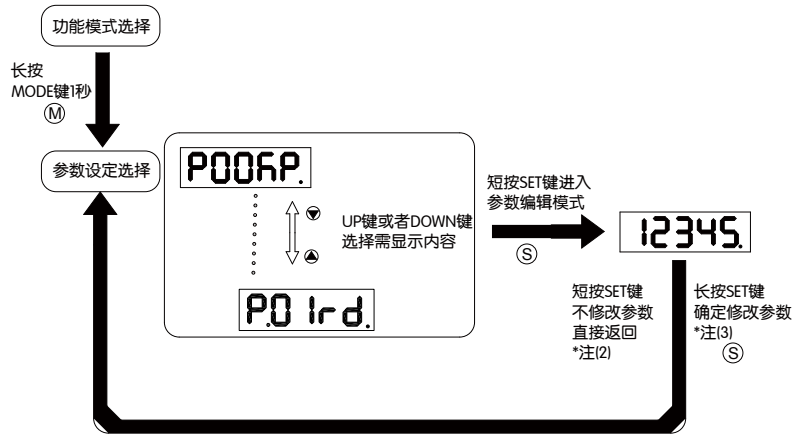 功能模式选择
长按
MODE键1秒
M
参数设定选择
P.01rd.
UP键或者DOWN键
选择需显示内容
短按SET键进入
参数编辑模式
S
12345.
短按SET键
不修改参数
直接返回
*注(2)
长按SET键
确定修改参数
*注(3)
S